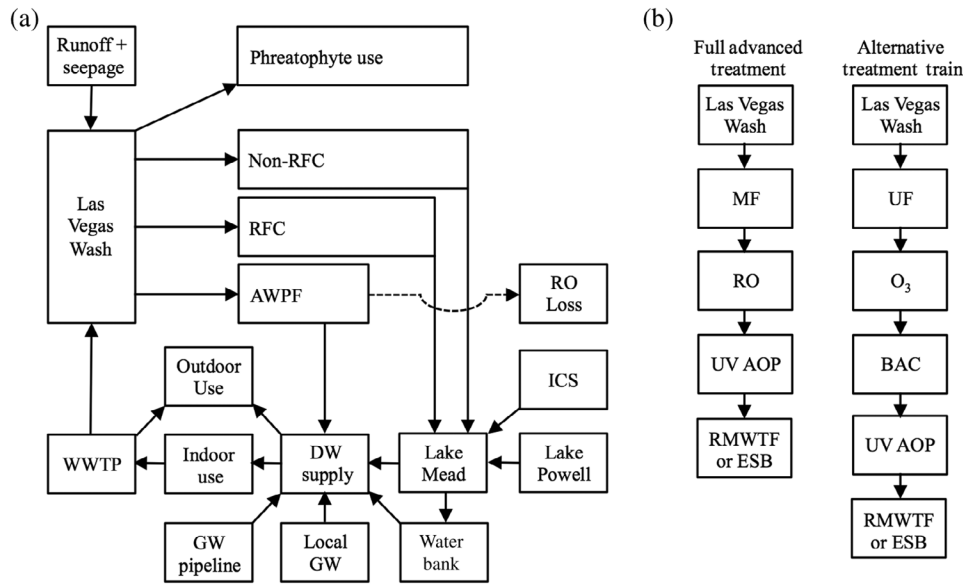 (a)
Runoff +
seepage
Phreatophyte use
Las
Vegas
Wash
Non-RFC
RFC
AWPF
RO
Loss
Outdoor
Use
ICS
WWTP
Indoor
use
DW
supply
Lake
Mead
Lake
Powell
GW
pipeline
Local
GW
Water
bank
(b)
Full advanced
treatment
Las Vegas
Wash
MF
RO
UV AOP
RMWTF
or ESB
Alternative
treatment train
Las Vegas
Wash
UF
O₃
BAC
UV AOP
RMWTF
or ESB